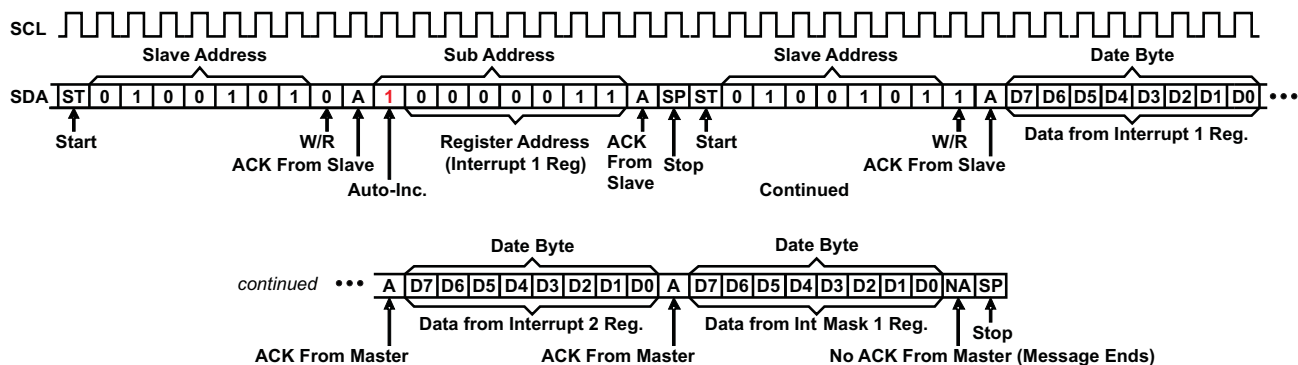 SCL
Slave Address Sub Address Slave Address Date Byte
SDA ST 0 1 0 0 1 0 1 0 A 1 0 0 0 0 0 1 1 A SP ST 0 1 0 0 1 0 1 1 A D7 D6 D5 D4 D3 D2 D1 D0 •••
Start W/R Register Address ACK Stop Start W/R Data from Interrupt 1 Reg.
ACK From Slave (Interrupt 1 Reg) From ACK From Slave
Auto-Inc. Slave Continued
Date Byte Date Byte
continued ••• A D7 D6 D5 D4 D3 D2 D1 D0 A D7 D6 D5 D4 D3 D2 D1 D0 NA SP
Data from Interrupt 2 Reg. Data from Int Mask 1 Reg. Stop
ACK From Master ACK From Master No ACK From Master (Message Ends)